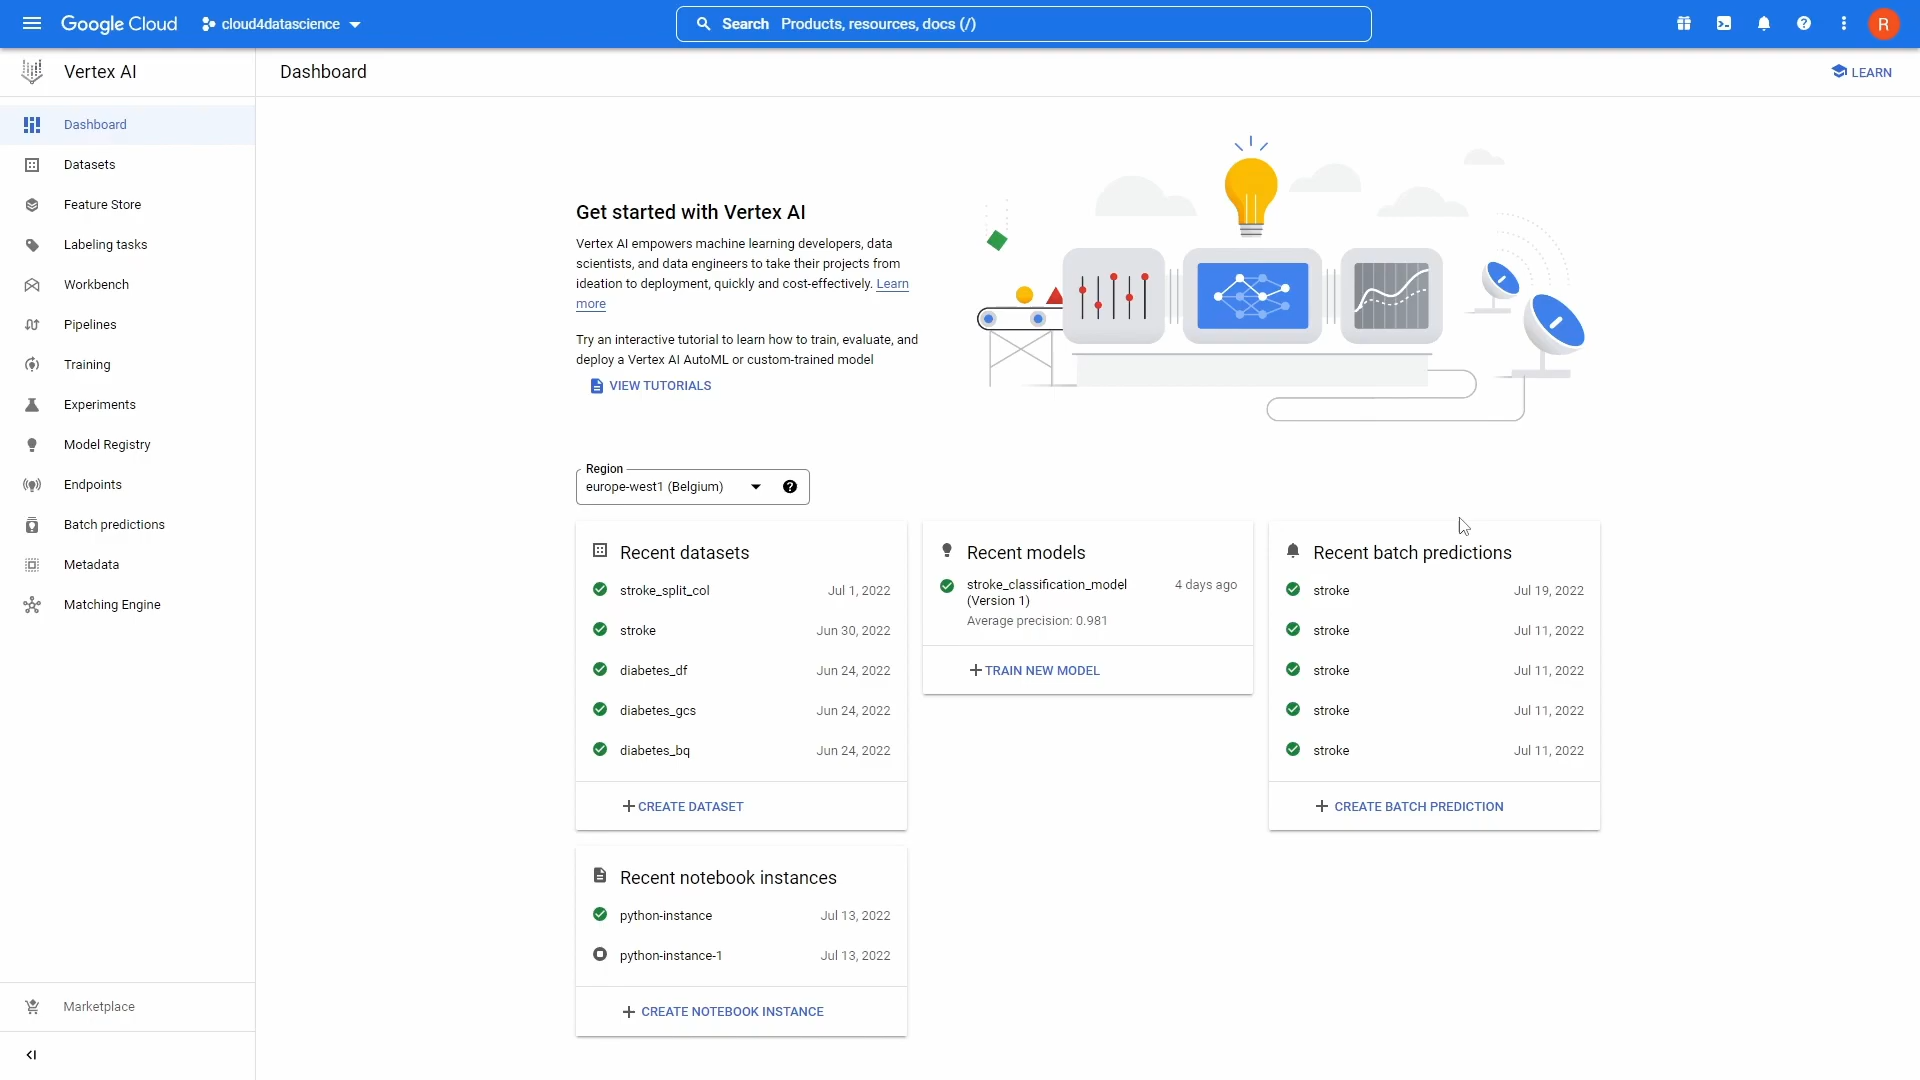 Google Cloud
cloud4datascience
Search Products, resources, docs (/)
R
Vertex AI
Dashboard
LEARN
Dashboard
Datasets
Feature Store
Labeling tasks
Workbench
Pipelines
Training
Experiments
Model Registry
Endpoints
Batch predictions
Metadata
Matching Engine
Marketplace
Get started with Vertex AI
Vertex AI empowers machine learning developers, data
scientists, and data engineers to take their projects from
ideation to deployment, quickly and cost-effectively. Learn
more
Try an interactive tutorial to learn how to train, evaluate, and
deploy a Vertex AI AutoML or custom-trained model
VIEW TUTORIALS
Region
europe-west1 (Belgium)
Recent datasets
stroke_split_col Jul 1, 2022
stroke Jun 30, 2022
diabetes_df Jun 24, 2022
diabetes_gcs Jun 24, 2022
diabetes_bq Jun 24, 2022
CREATE DATASET
Recent models
stroke_classification_model 4 days ago
(Version 1)
Average precision: 0.981
TRAIN NEW MODEL
Recent batch predictions
stroke Jul 19, 2022
stroke Jul 11, 2022
stroke Jul 11, 2022
stroke Jul 11, 2022
stroke Jul 11, 2022
CREATE BATCH PREDICTION
Recent notebook instances
python-instance Jul 13, 2022
python-instance-1 Jul 13, 2022
CREATE NOTEBOOK INSTANCE